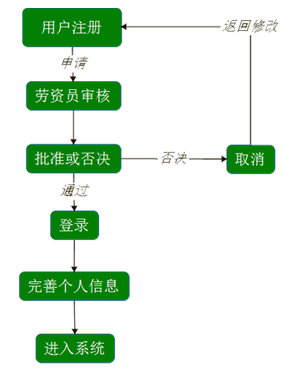 用户注册
返回修改
申请
劳资员审核
批准或否决
否决
取消
通过
登录
完善个人信息
进入系统